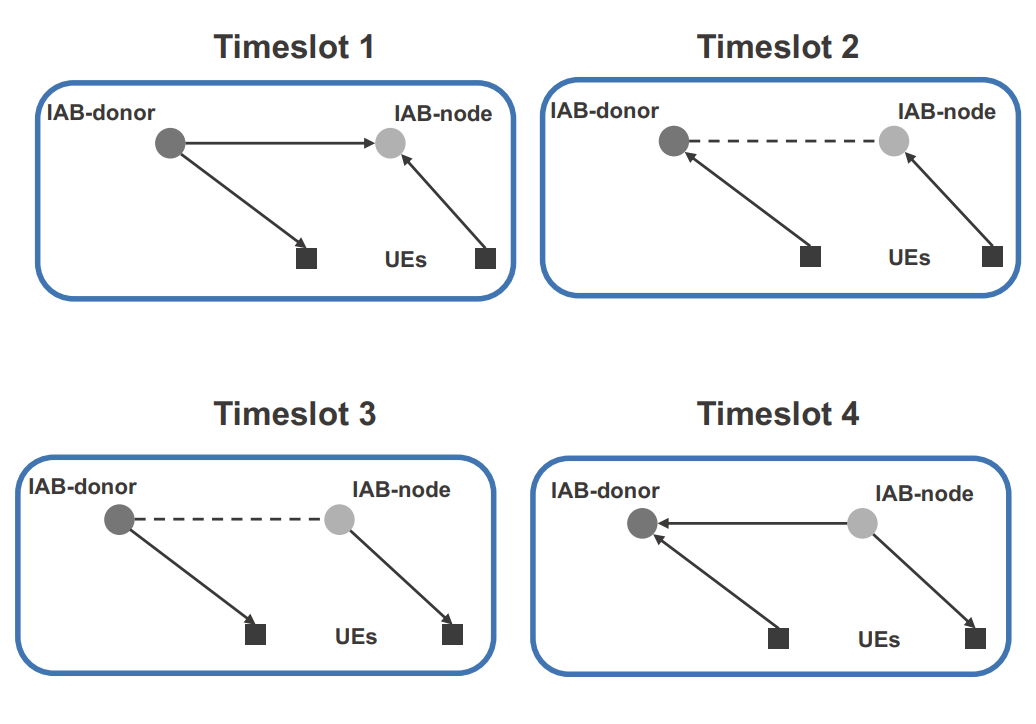 Timeslot 1
IAB-donor
IAB-node
UEs
Timeslot 2
IAB-donor
IAB-node
UEs
Timeslot 3
IAB-donor
IAB-node
UEs
Timeslot 4
IAB-donor
IAB-node
UEs